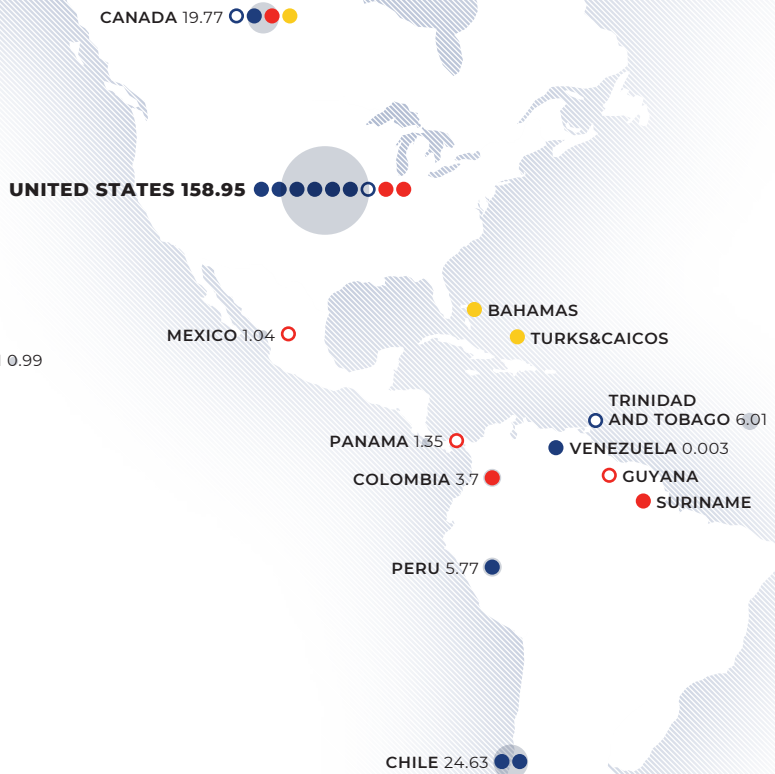 CANADA 19.77
UNITED STATES 158.95
BAHAMAS
MEXICO 1.04
TURKS&CAICOS
0.99
TRINIDAD
AND TOBAGO 6.01
PANAMA 1.35
VENEZUELA 0.003
COLOMBIA 3.7
GUYANA
SURINAME
PERU 5.77
CHILE 24.63